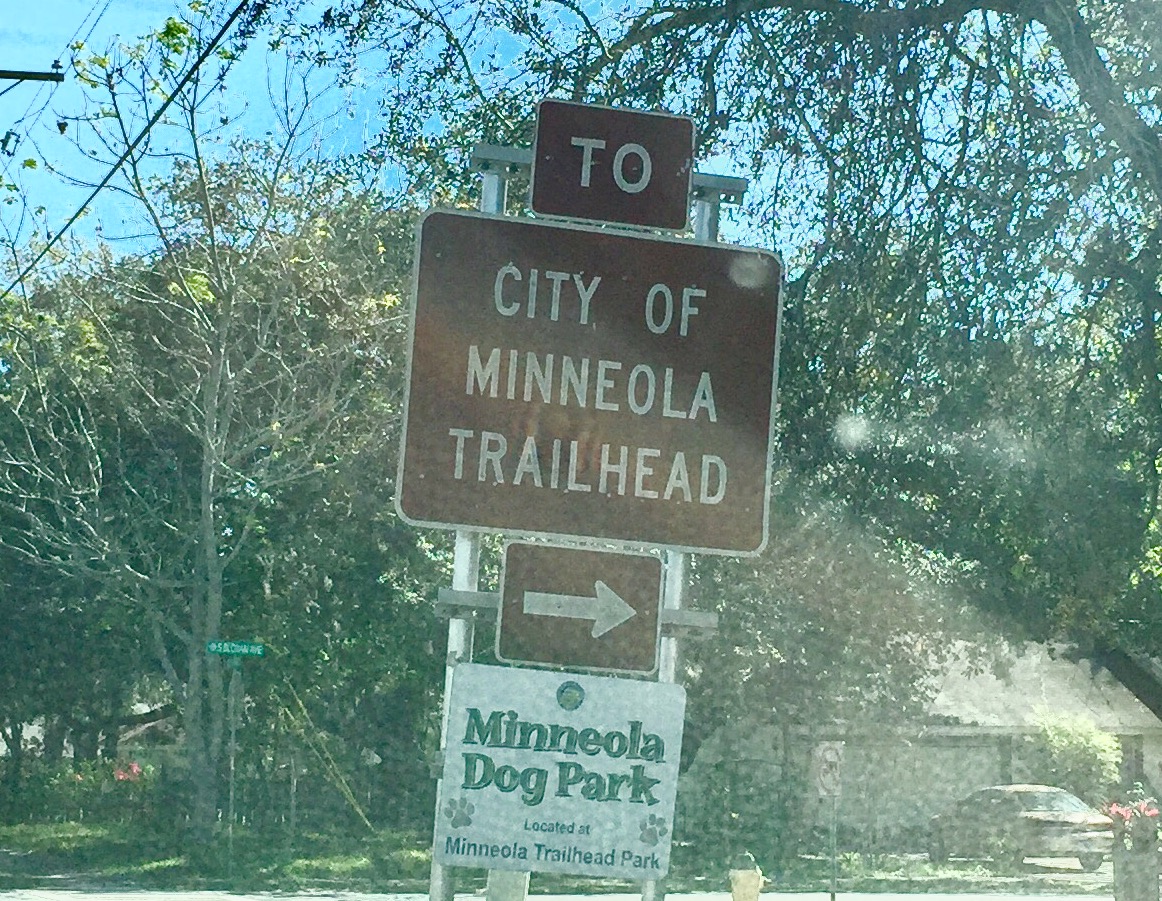 TO
CITY OF
MINNEOLA
TRAILHEAD
Minneola
Dog Park
Located at
Minneola Trailhead Park